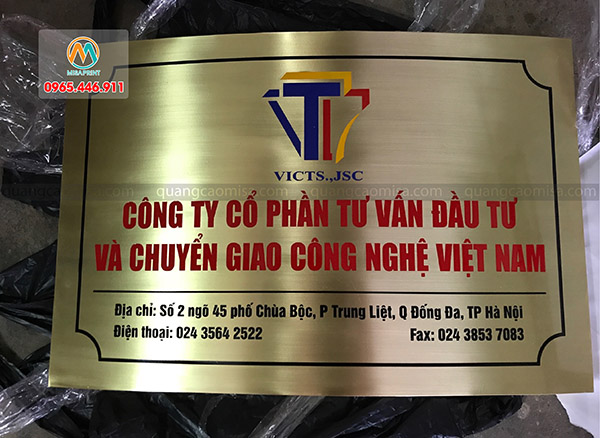 MISAPRINT
0965.446.911
VICTS.,JSC
quangcaomisa.com
CÔNG TY CỔ PHẦN TƯ VẤN ĐẦU TƯ
VÀ CHUYỂN GIAO CÔNG NGHỆ VIỆT NAM
Địa chỉ: Số 2 ngõ 45 phố Chùa Bộc, P Trung Liệt, Q Đống Đa, TP Hà Nội
Điện thoại: 024 3564 2522 Fax: 024 3853 7083